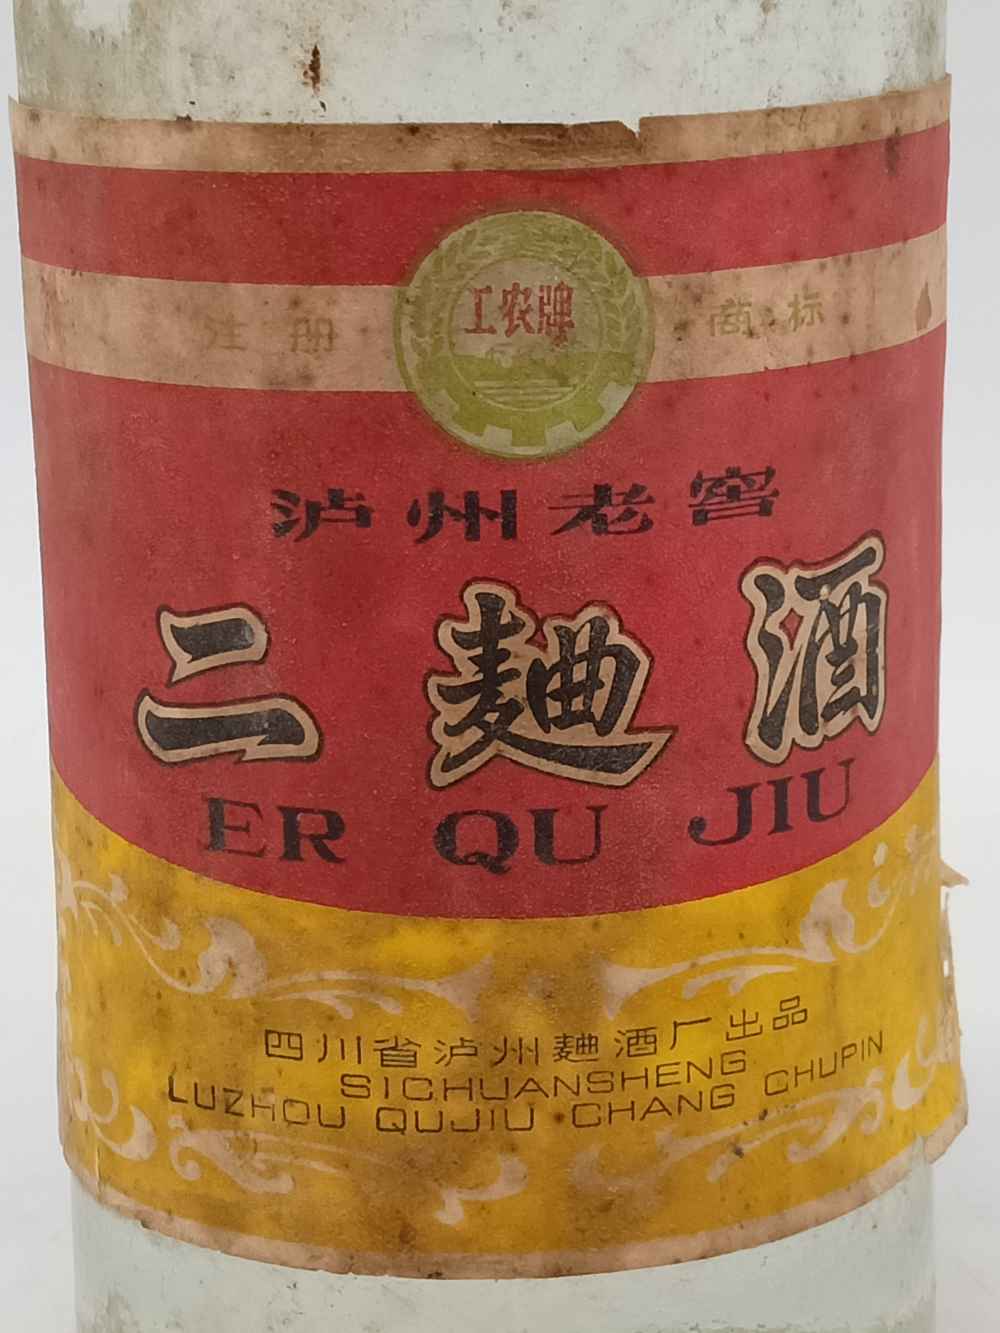 工农牌
注册 商标
泸州老窖
二麯酒
ER QU JIU
四川省泸州麯酒厂出品
SICHUANSHENG
LUZHOU QUJIU CHANG CHUPIN